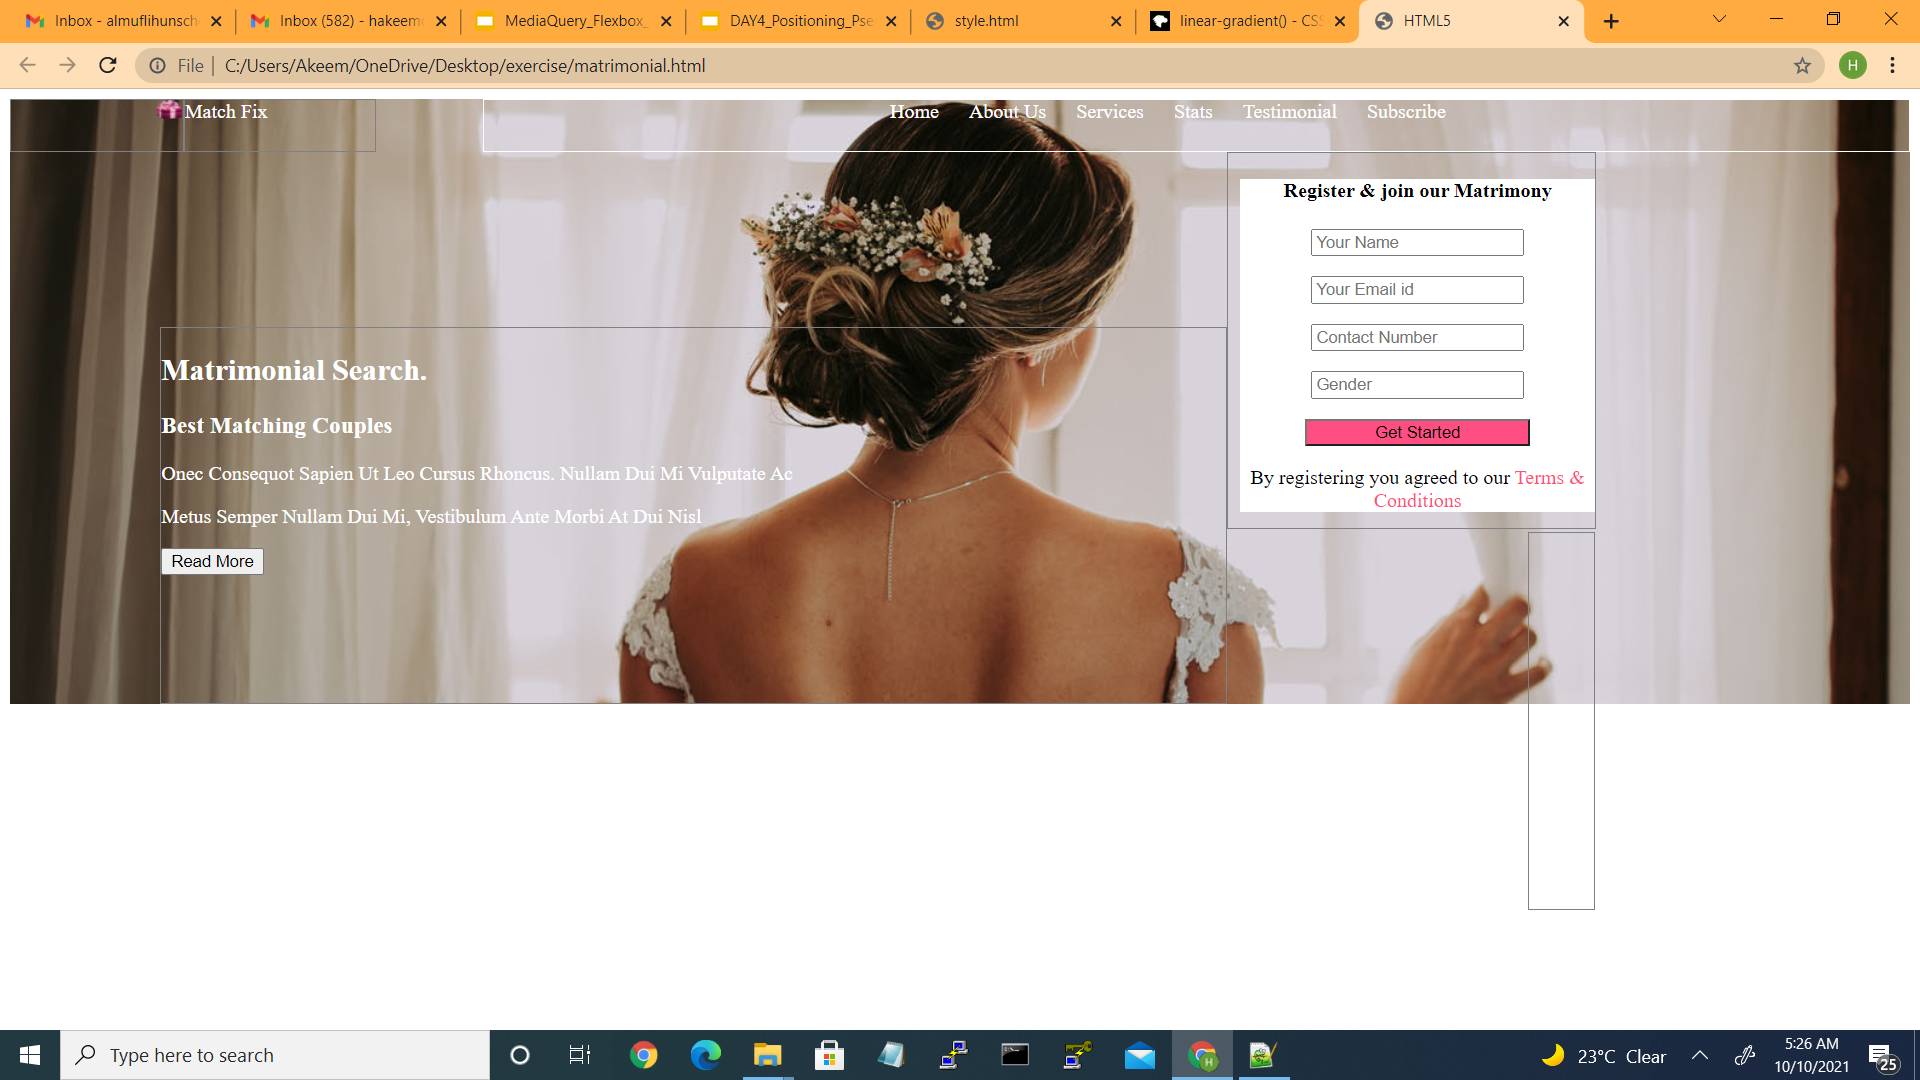 Inbox - almuflihunsch
Inbox (582) - hakeeme
MediaQuery_Flexbox_
DAY4_Positioning_Pse
style.html
linear-gradient() - CSS
HTML5
File
C:/Users/Akeem/OneDrive/Desktop/exercise/matrimonial.html
H
Match Fix
Home
About Us
Services
Stats
Testimonial
Subscribe
Register & join our Matrimony
Your Name
Your Email id
Contact Number
Gender
Get Started
By registering you agreed to our Terms &
Conditions
Matrimonial Search.
Best Matching Couples
Onec Consequot Sapien Ut Leo Cursus Rhoncus. Nullam Dui Mi Vulputate Ac
Metus Semper Nullam Dui Mi, Vestibulum Ante Morbi At Dui Nisl
Read More
Type here to search
H
23°C Clear
5:26 AM
10/10/2021
25